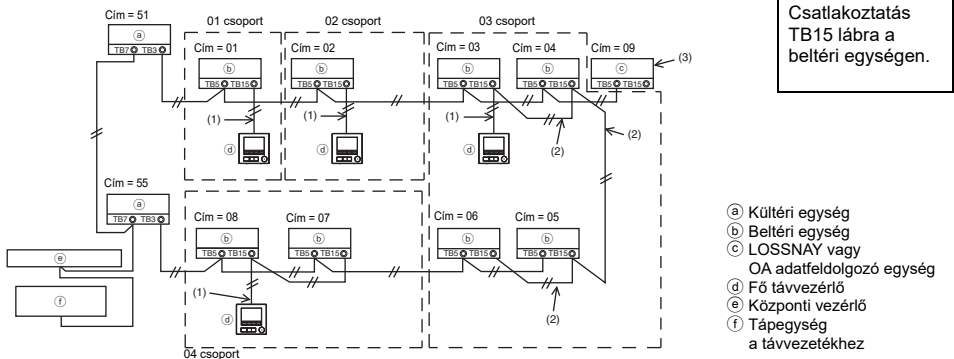 01 csoport
02 csoport
03 csoport
Csatlakoztatás
TB15 lábra a
beltéri egységen.
Cím = 51
Cím = 01
Cím = 02
Cím = 03
Cím = 04
Cím = 09
(3)
ⓐ
ⓑ
ⓑ
ⓑ
ⓑ
ⓒ
TB7 TB3
TB5 TB15
TB5 TB15
TB5 TB15
TB5 TB15
TB5 TB15
(1)
(1)
(1)
(2)
(2)
ⓓ
ⓓ
ⓓ
Cím = 55
Cím = 08
Cím = 07
Cím = 06
Cím = 05
ⓐ
ⓑ
ⓑ
ⓑ
ⓑ
TB7 TB3
TB5 TB15
TB5 TB15
TB5 TB15
TB5 TB15
ⓔ
ⓕ
(1)
(2)
ⓓ
04 csoport
ⓐ Kültéri egység
ⓑ Beltéri egység
ⓒ LOSSNAY vagy
OA adatfeldolgozó egység
ⓓ Fő távvezérlő
ⓔ Központi vezérlő
ⓕ Tápegység
a távvezetékhez